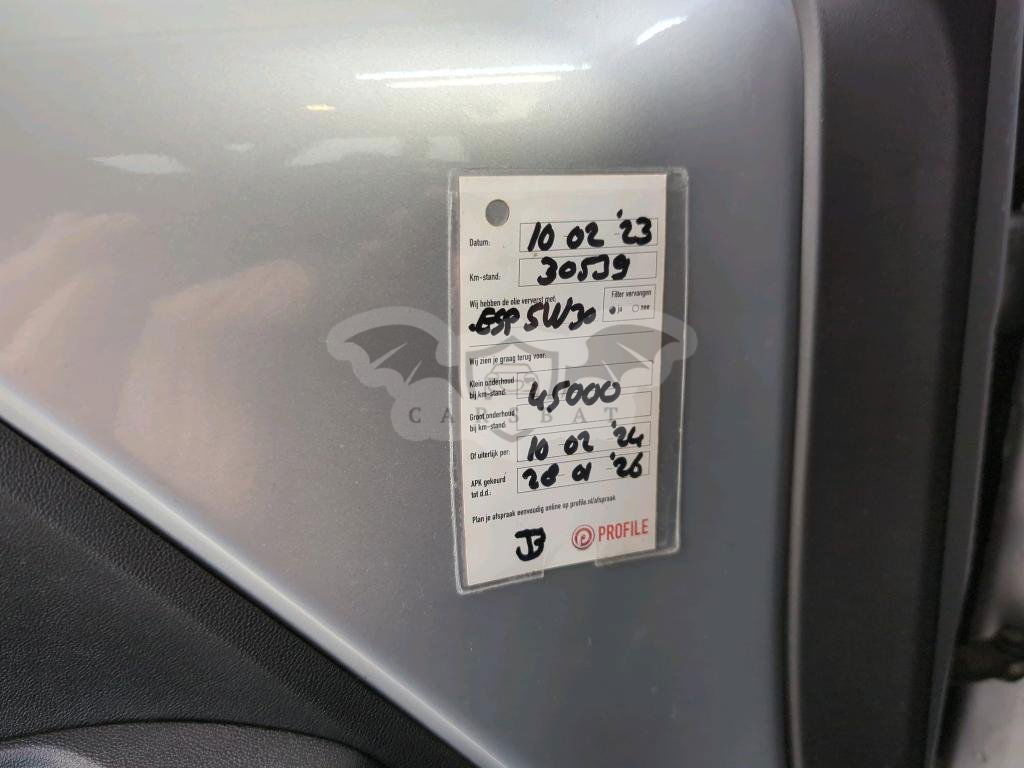 Datum: 10 02 '23
Km-stand: 30539
Wij hebben de olie ververst met: Filter vervangen
ESP 5W30 ja nee
Wij zien je graag terug voor:
Klein onderhoud
bij km-stand: 45000
CARSBAT
Groot onderhoud
bij km-stand:
Of uiterlijk per: 10 02 '24
APK gekeurd
tot d.d.: 28 01 '26
Plan je afspraak eenvoudig online op profile.nl/afspraak
JB PROFILE